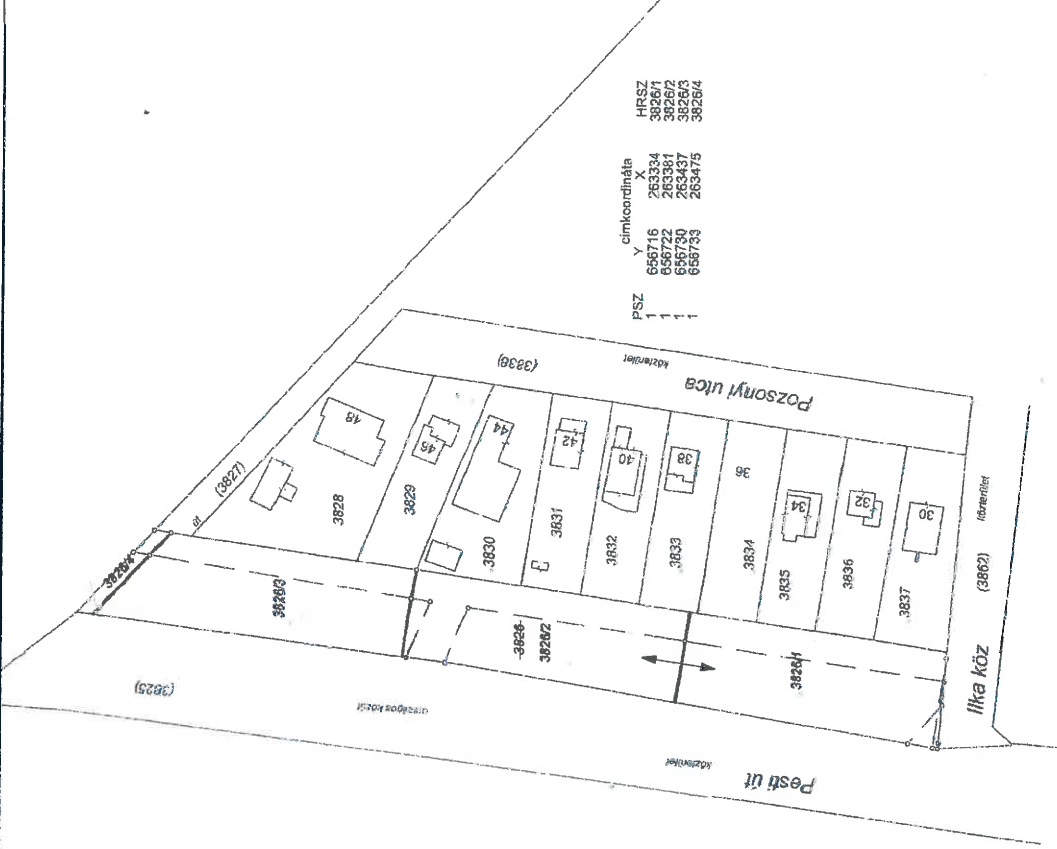 címkoordináta
PSZ Y X HRSZ
1 656716 263334 3826/1
1 656722 263381 3826/2
1 656730 263437 3826/3
1 656733 263475 3826/4
3826/4
út
(3827)
3826/3
3828
48
3829
46
3830
44
3831
42
3832
40
3833
38
3834
36
3835
34
3836
32
3837
30
3826
3826/2
3826/1
(3838)
közterület
Pozsonyi utca
(3825)
országos közút
közterület
Pesti út
Ilka köz
(3862)
közterület